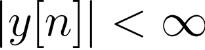 |y[n]| < ∞